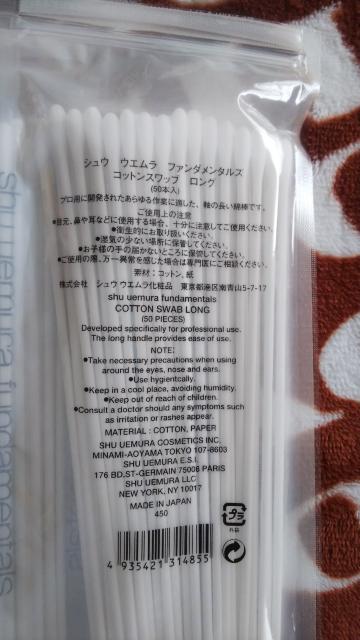 シュウ ウエムラ ファンダメンタルズ
コットンスワップ ロング
(50本入)
プロ用に開発されたあらゆる作業に適した、軸の長い綿棒です。
ご使用上の注意
●目元、鼻や耳などに使用する場合、十分に注意してご使用ください。
●衛生的にお取り扱いください。
●湿気の少ない場所に保管してください。
●お子様の手の届かないところに保管してください。
●ご使用の際、万一異常を感じた場合は専門医にご相談ください。
素材：コットン、紙
株式会社 シュウ ウエムラ化粧品 東京都港区南青山5-7-17
shu uemura fundamentals
COTTON SWAB LONG
(50 PIECES)
Developed specifically for professional use.
The long handle provides ease of use.
NOTE:
●Take necessary precautions when using
around the eyes, nose and ears.
●Use hygientcally.
●Keep in a cool place, avoiding humidity.
●Keep out of reach of children.
●Consult a doctor should any symptoms such
as irritation or rashes appear.
MATERIAL : COTTON, PAPER
SHU UEMURA COSMETICS INC.
MINAMI-AOYAMA TOKYO 107-8603
SHU UEMURA E.S.I.
176 BD.ST-GERMAIN 75006 PARIS
SHU UEMURA LLC
NEW YORK, NY 10017
MADE IN JAPAN
450
プラ
外袋
4 935421 314855
shu uemura fundamentals